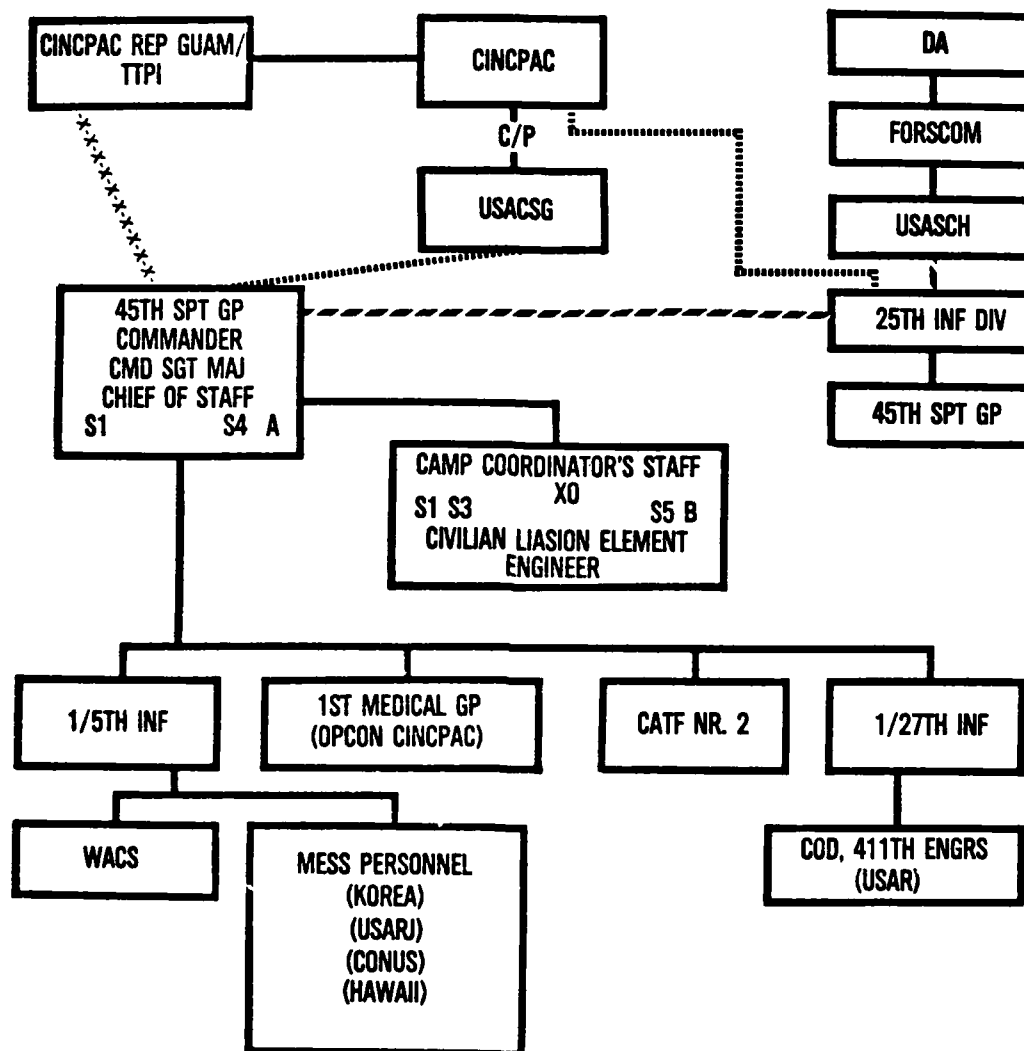 CINCPAC REP GUAM/
TTPI
CINCPAC
DA
C/P
FORSCOM
USACSG
USASCH
45TH SPT GP
COMMANDER
CMD SGT MAJ
CHIEF OF STAFF
S1 S4 A
25TH INF DIV
45TH SPT GP
CAMP COORDINATOR'S STAFF
XO
S1 S3 S5 B
CIVILIAN LIASION ELEMENT
ENGINEER
1/5TH INF
1ST MEDICAL GP
(OPCON CINCPAC)
CATF NR. 2
1/27TH INF
WACS
MESS PERSONNEL
(KOREA)
(USARJ)
(CONUS)
(HAWAII)
COD, 411TH ENGRS
(USAR)